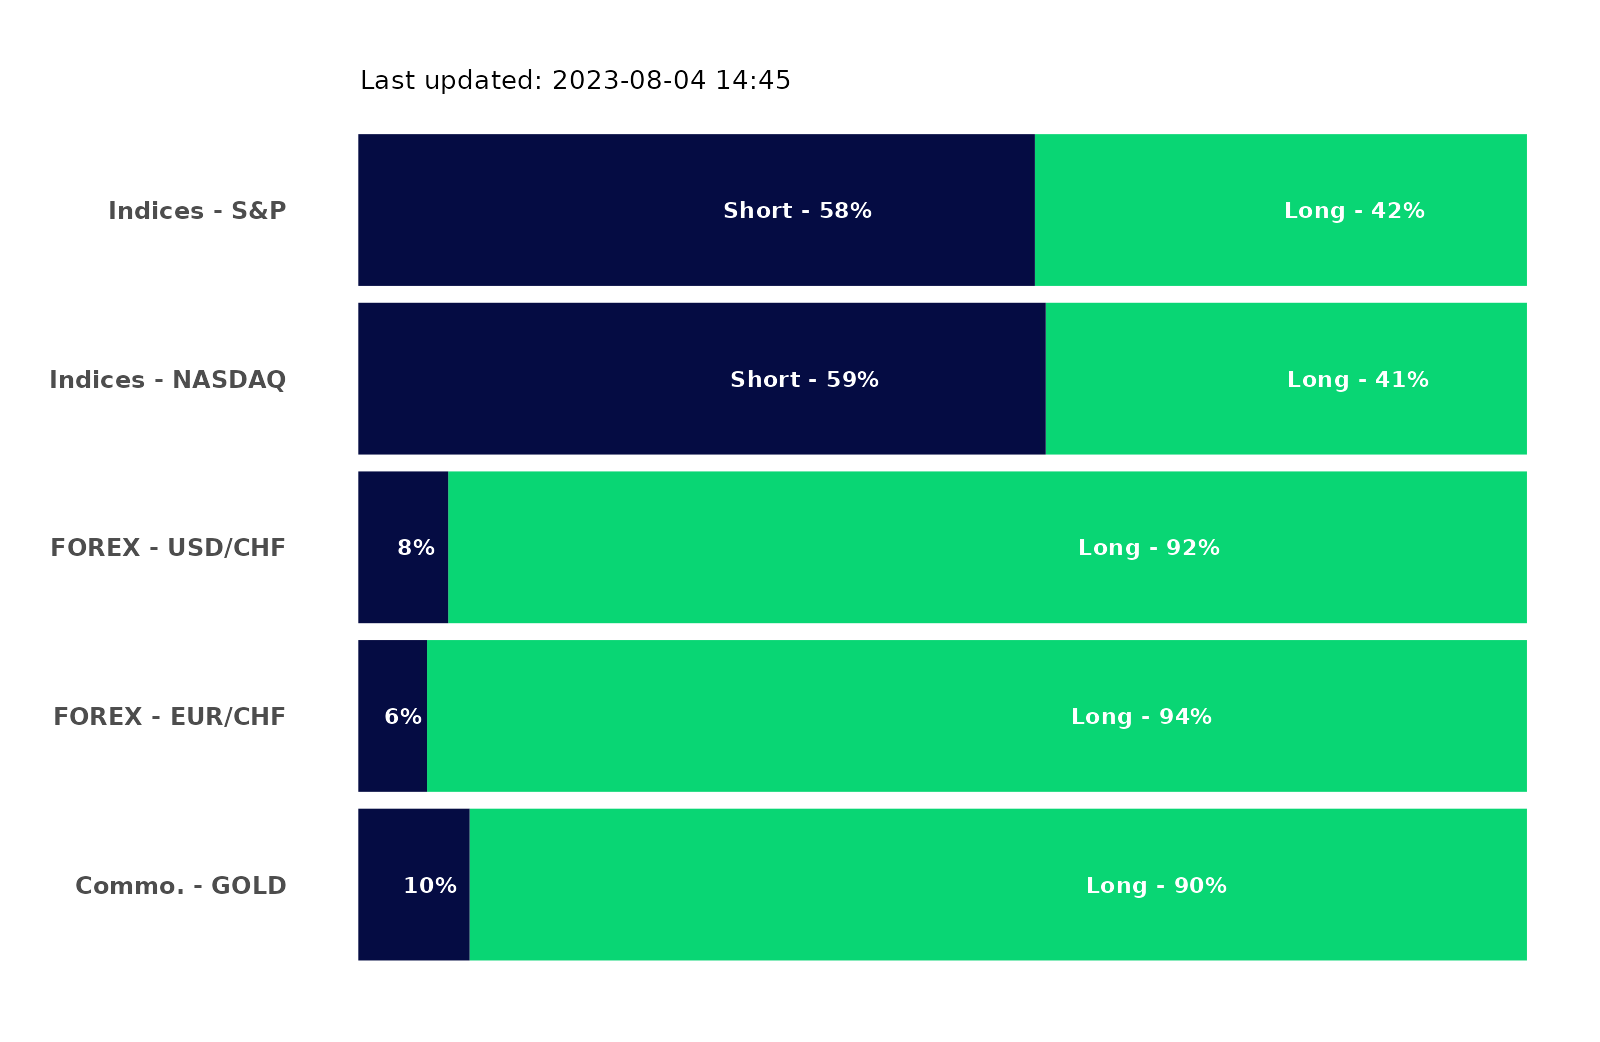 Last updated: 2023-08-04 14:45
Indices - S&P Short - 58% Long - 42%
Indices - NASDAQ Short - 59% Long - 41%
FOREX - USD/CHF 8% Long - 92%
FOREX - EUR/CHF 6% Long - 94%
Commo. - GOLD 10% Long - 90%